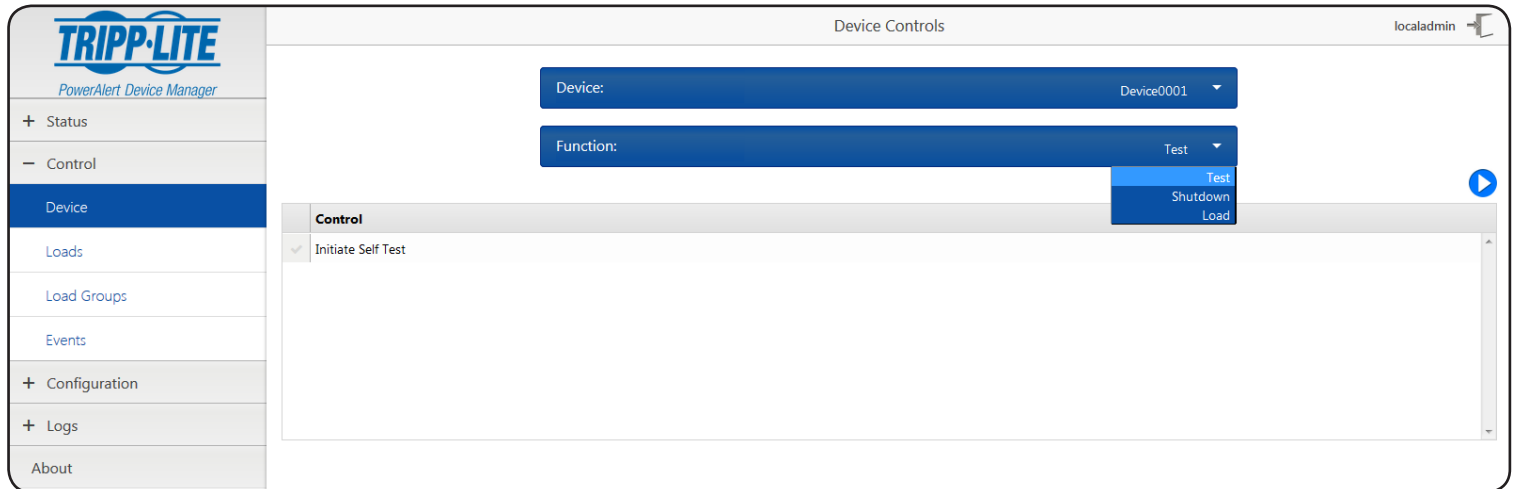 TRIPP·LITE
PowerAlert Device Manager
Device Controls
localadmin
+ Status
− Control
Device
Loads
Load Groups
Events
+ Configuration
+ Logs
About
Device:
Device0001
Function:
Test
Test
Shutdown
Load
Control
Initiate Self Test